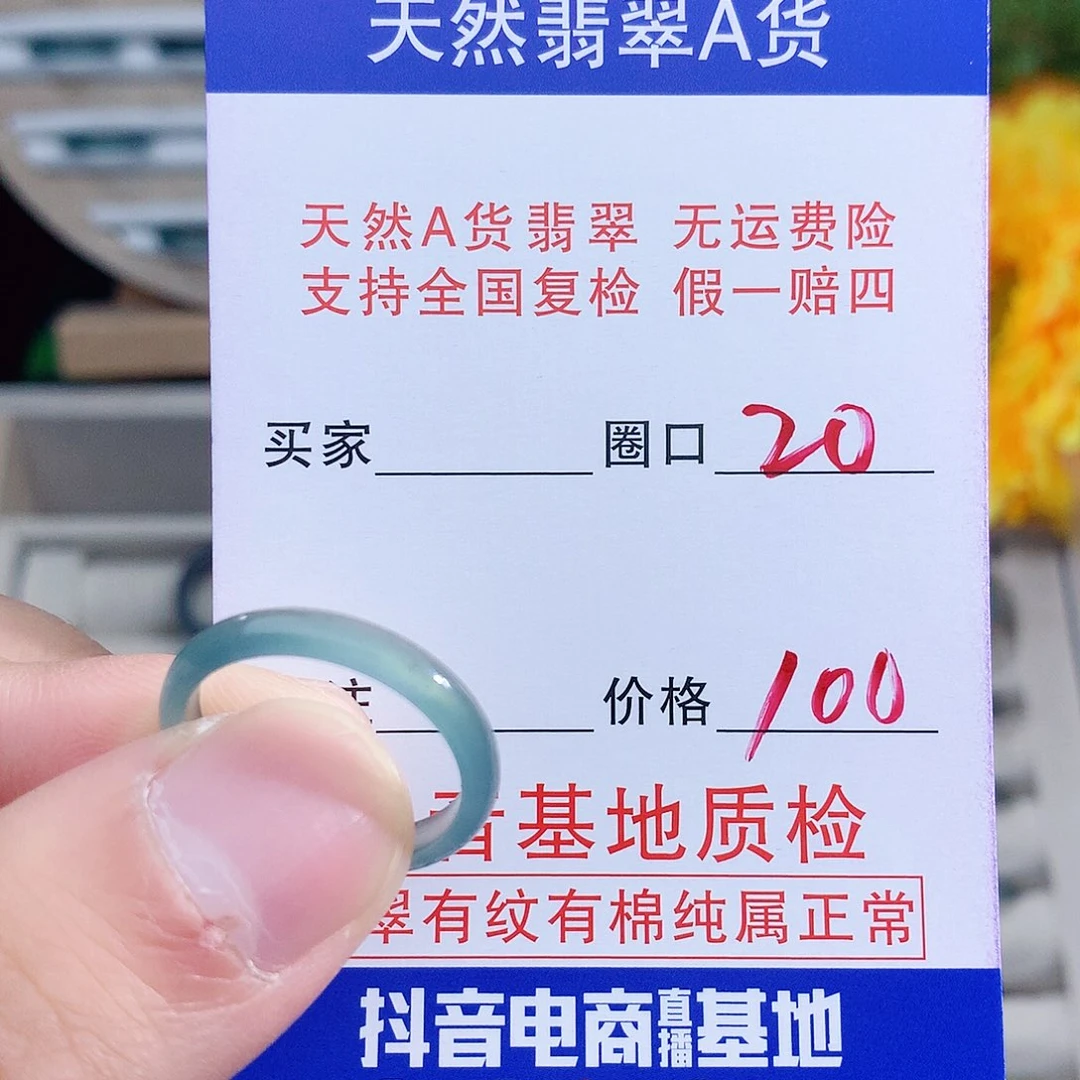 天然翡翠A货
天然A货翡翠 无运费险
支持全国复检 假一赔四
买家 圈口 20
注 价格 100
音基地质检
翠有纹有棉纯属正常
抖音电商直播基地